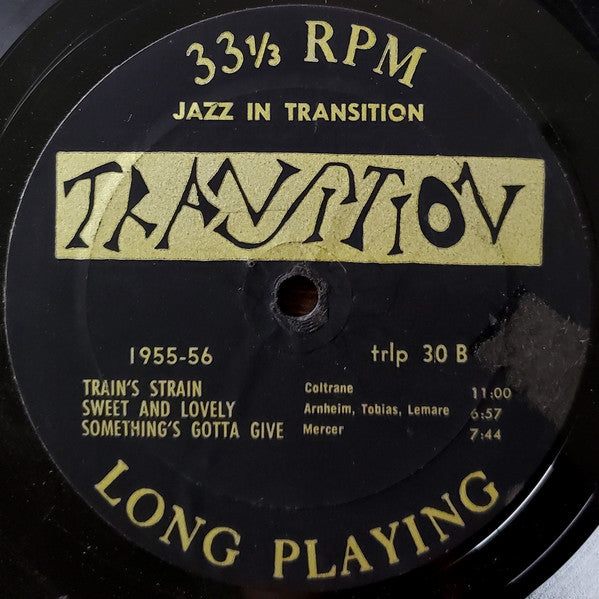 33⅓ RPM
JAZZ IN TRANSITION
TRANSITION
1955-56 trlp 30 B
TRAIN'S STRAIN Coltrane 11:00
SWEET AND LOVELY Arnheim, Tobias, Lemare 6:57
SOMETHING'S GOTTA GIVE Mercer 7:44
LONG PLAYING